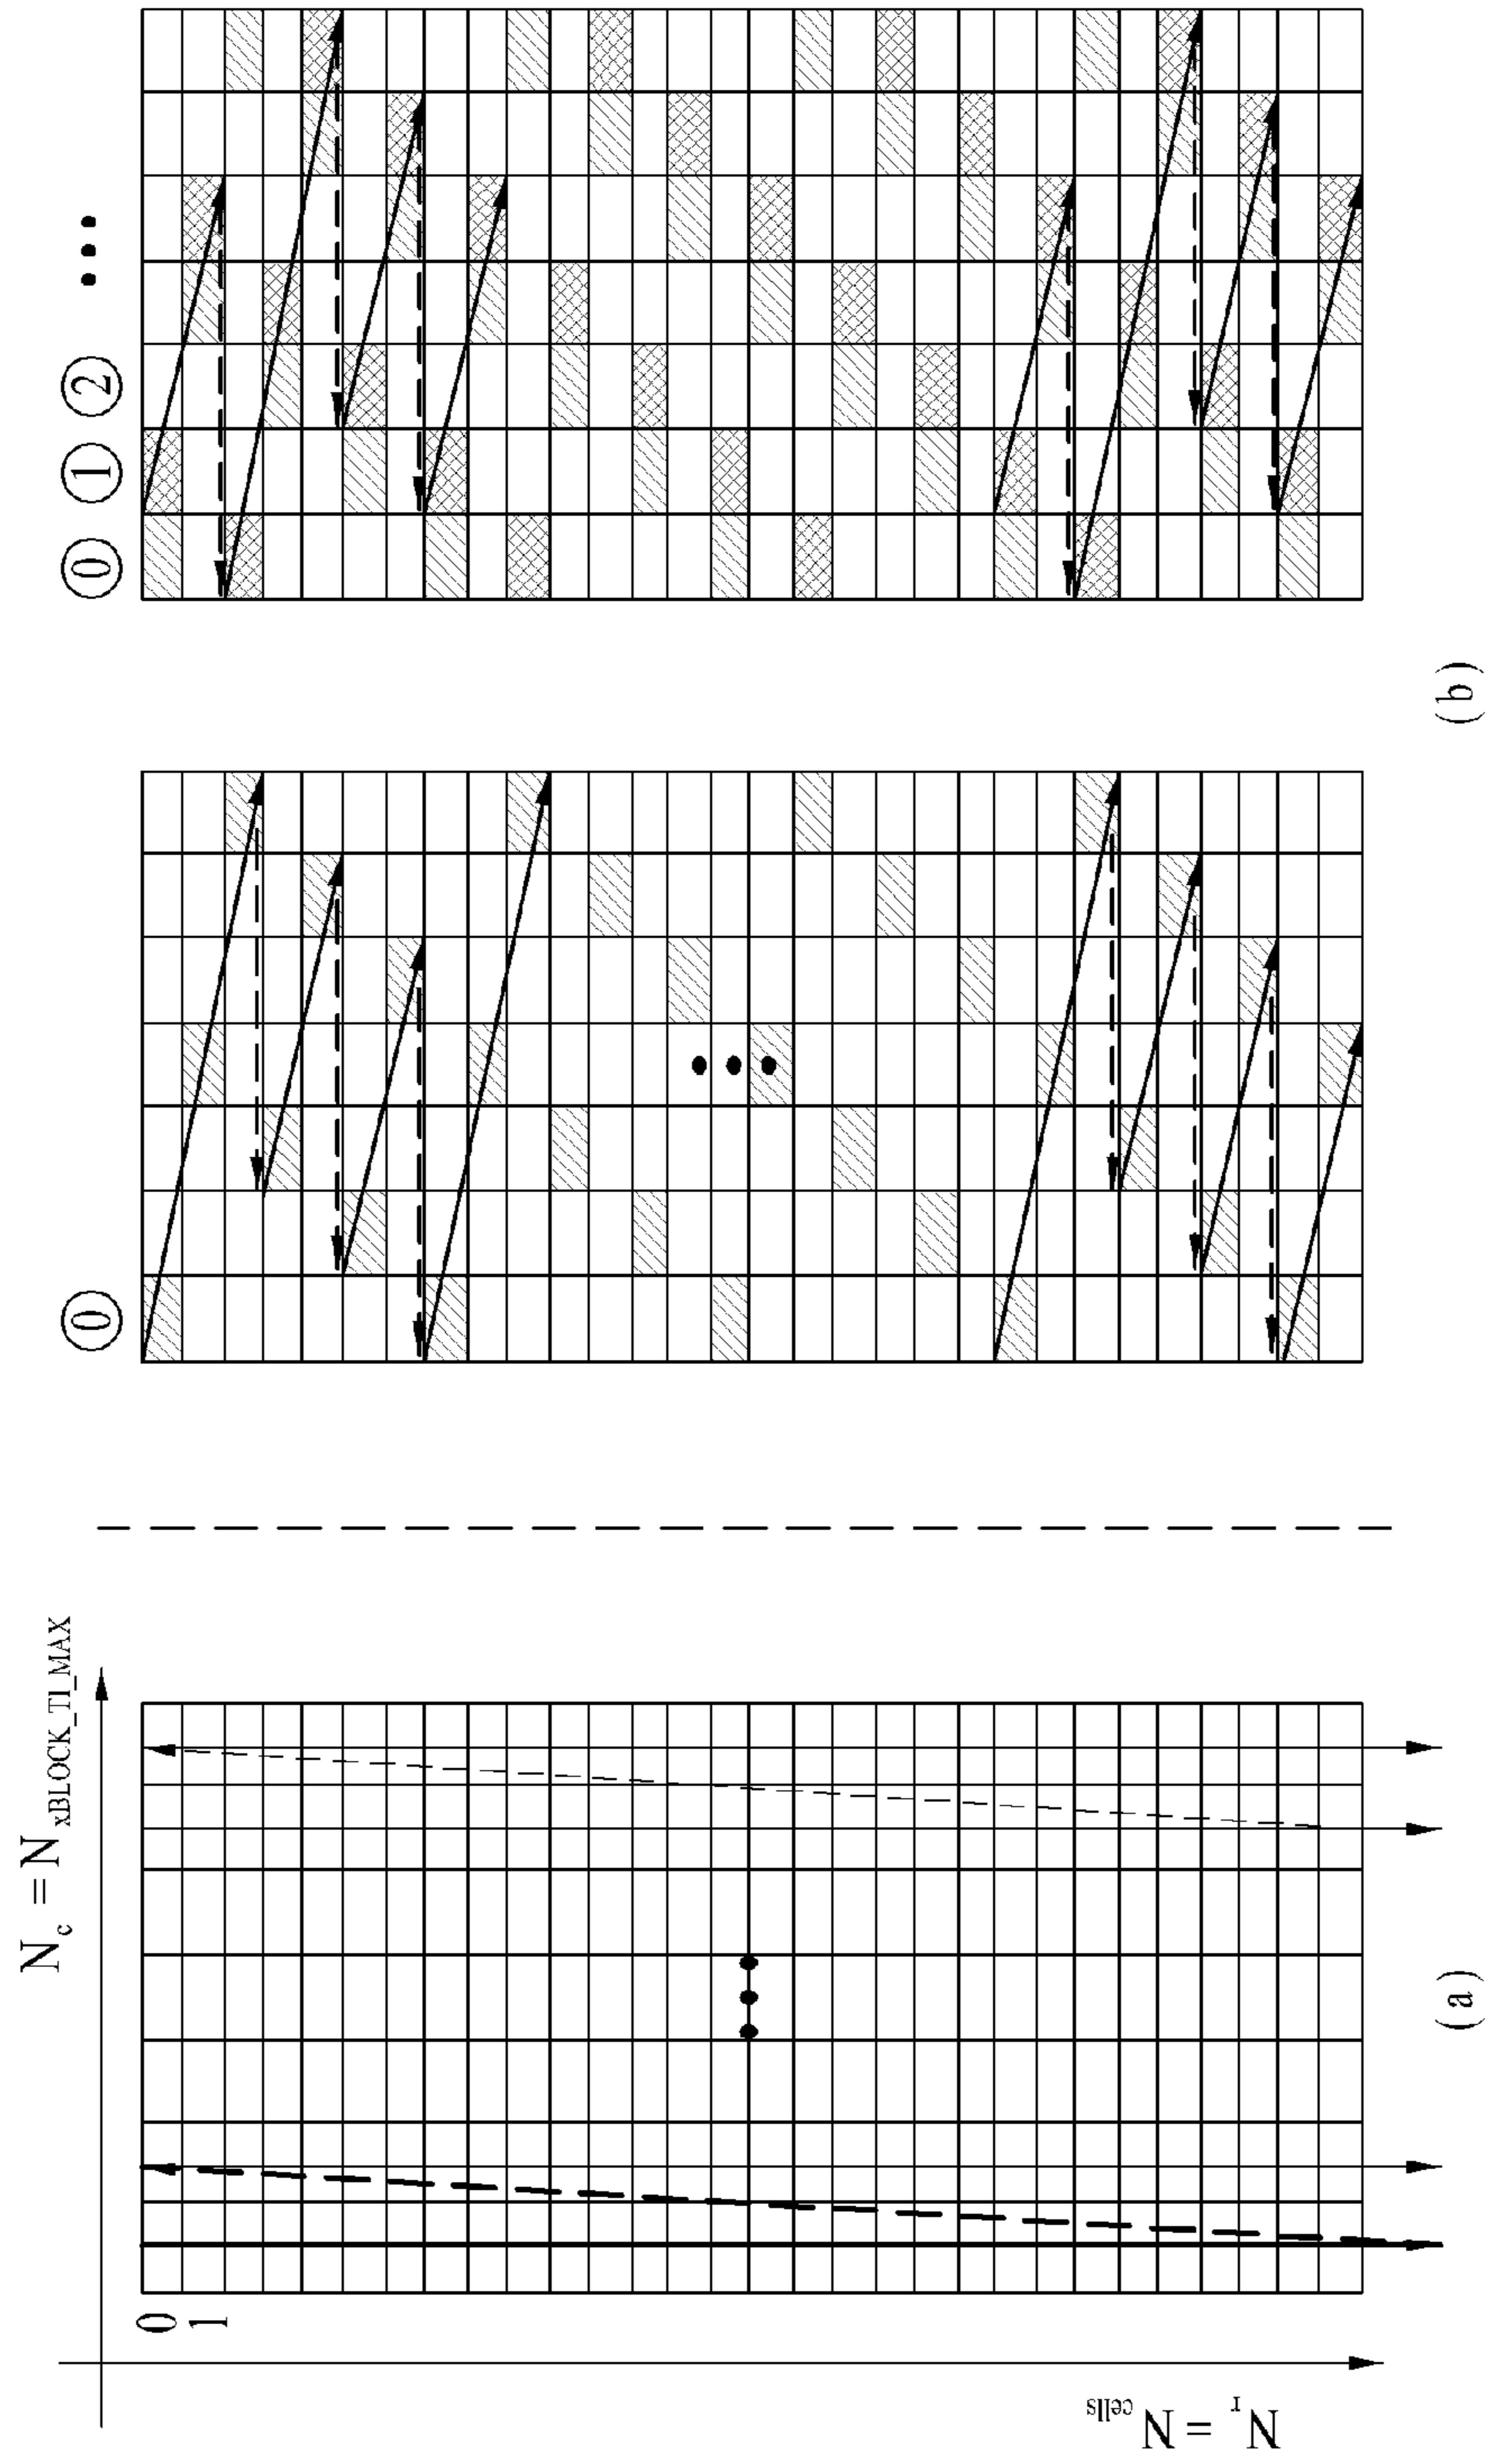 N_c = N_xBLOCK_TI_MAX
0
1
N_r = N_cells
(a)
⓪
⓪ ① ② •••
(b)